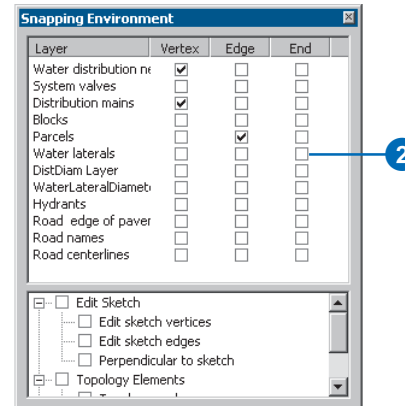 Snapping Environment
Layer Vertex Edge End
Water distribution ne
System valves
Distribution mains
Blocks
Parcels
Water laterals
2
DistDiam Layer
WaterLateralDiamete
Hydrants
Road edge of paver
Road names
Road centerlines
Edit Sketch
Edit sketch vertices
Edit sketch edges
Perpendicular to sketch
Topology Elements